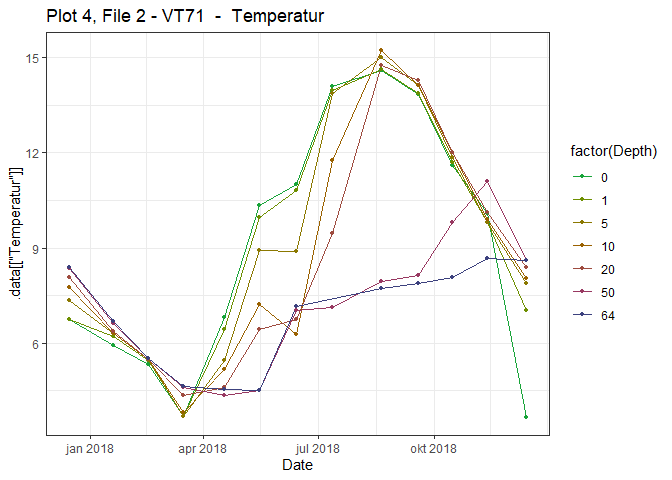 Plot 4, File 2 - VT71  -  Temperatur
.data[["Temperatur"]]
15
12
9
6
jan 2018
apr 2018
jul 2018
okt 2018
Date
factor(Depth)
0
1
5
10
20
50
64